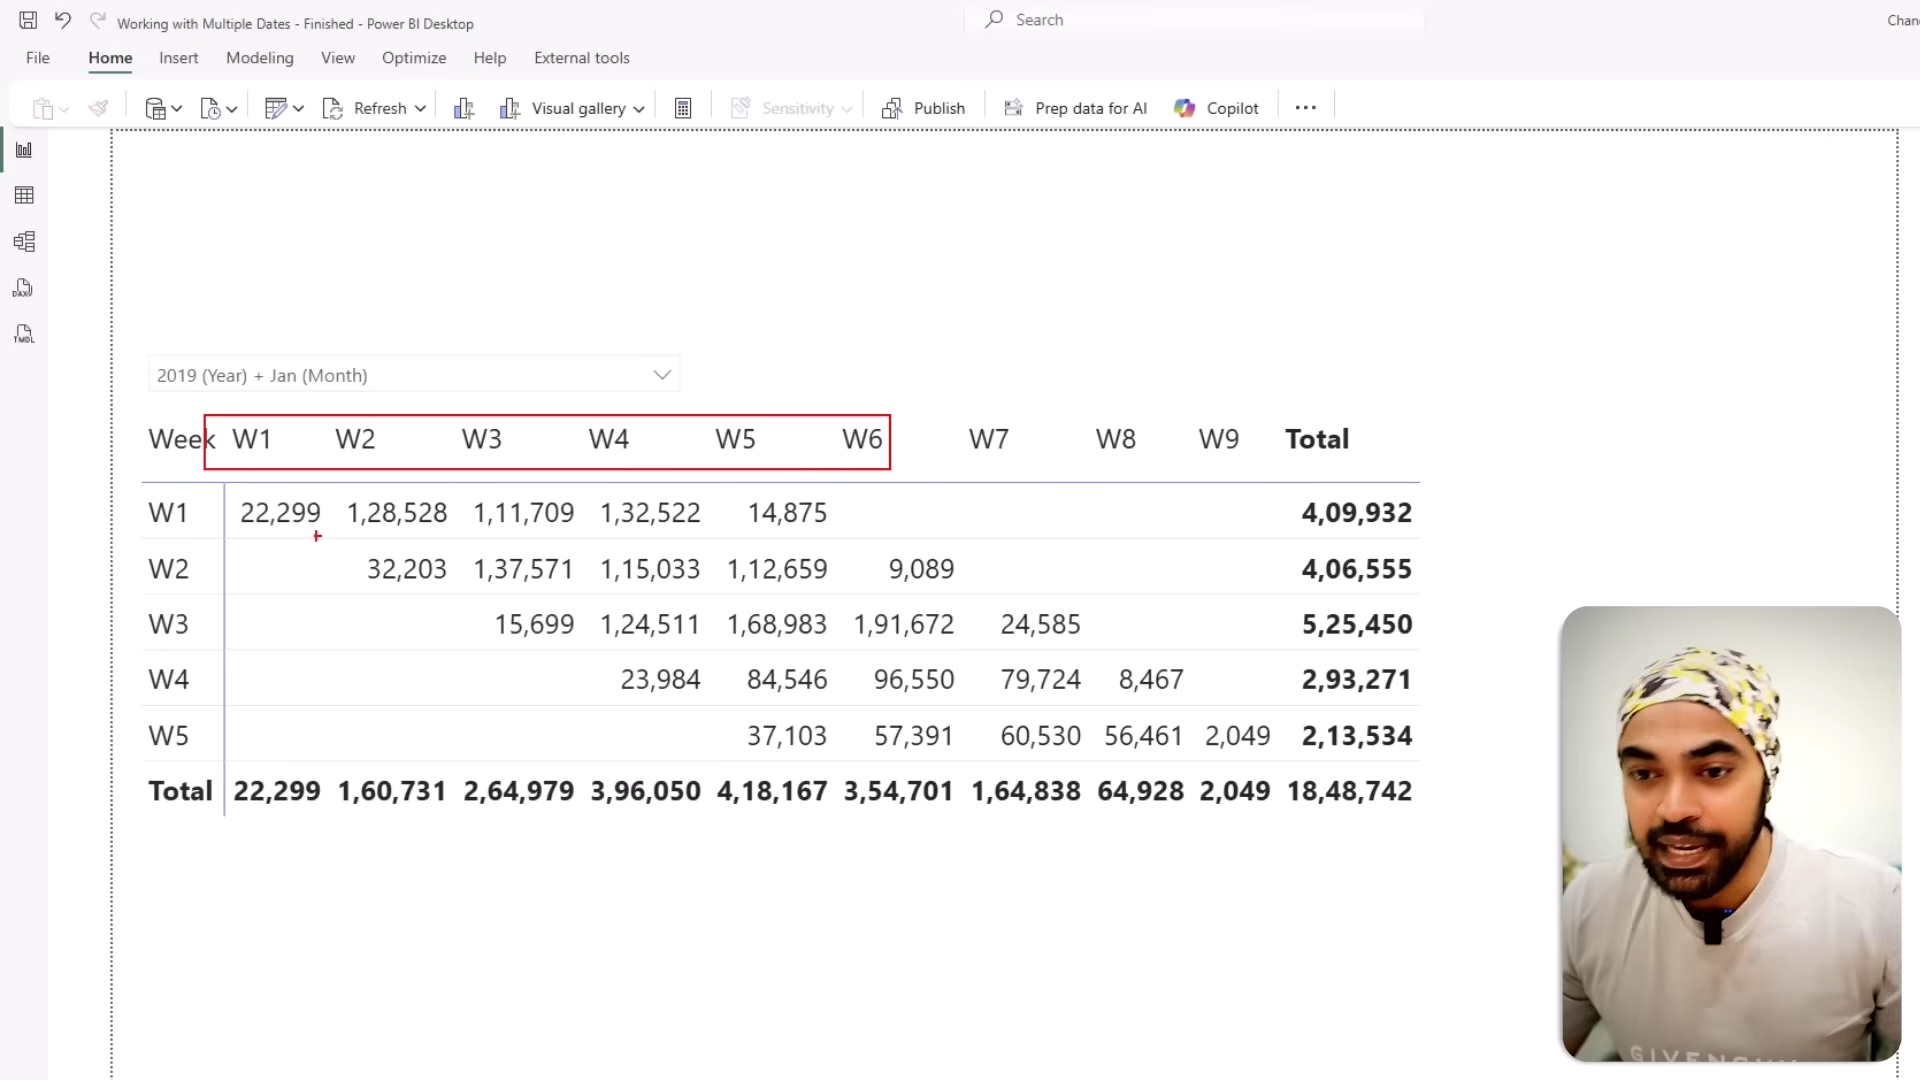 Working with Multiple Dates - Finished - Power BI Desktop
Search
File Home Insert Modeling View Optimize Help External tools
Refresh Visual gallery Sensitivity Publish Prep data for AI Copilot ...
DAX
TMDL
2019 (Year) + Jan (Month)
Week W1 W2 W3 W4 W5 W6 W7 W8 W9 Total
W1 22,299 1,28,528 1,11,709 1,32,522 14,875 4,09,932
W2 32,203 1,37,571 1,15,033 1,12,659 9,089 4,06,555
W3 15,699 1,24,511 1,68,983 1,91,672 24,585 5,25,450
W4 23,984 84,546 96,550 79,724 8,467 2,93,271
W5 37,103 57,391 60,530 56,461 2,049 2,13,534
Total 22,299 1,60,731 2,64,979 3,96,050 4,18,167 3,54,701 1,64,838 64,928 2,049 18,48,742